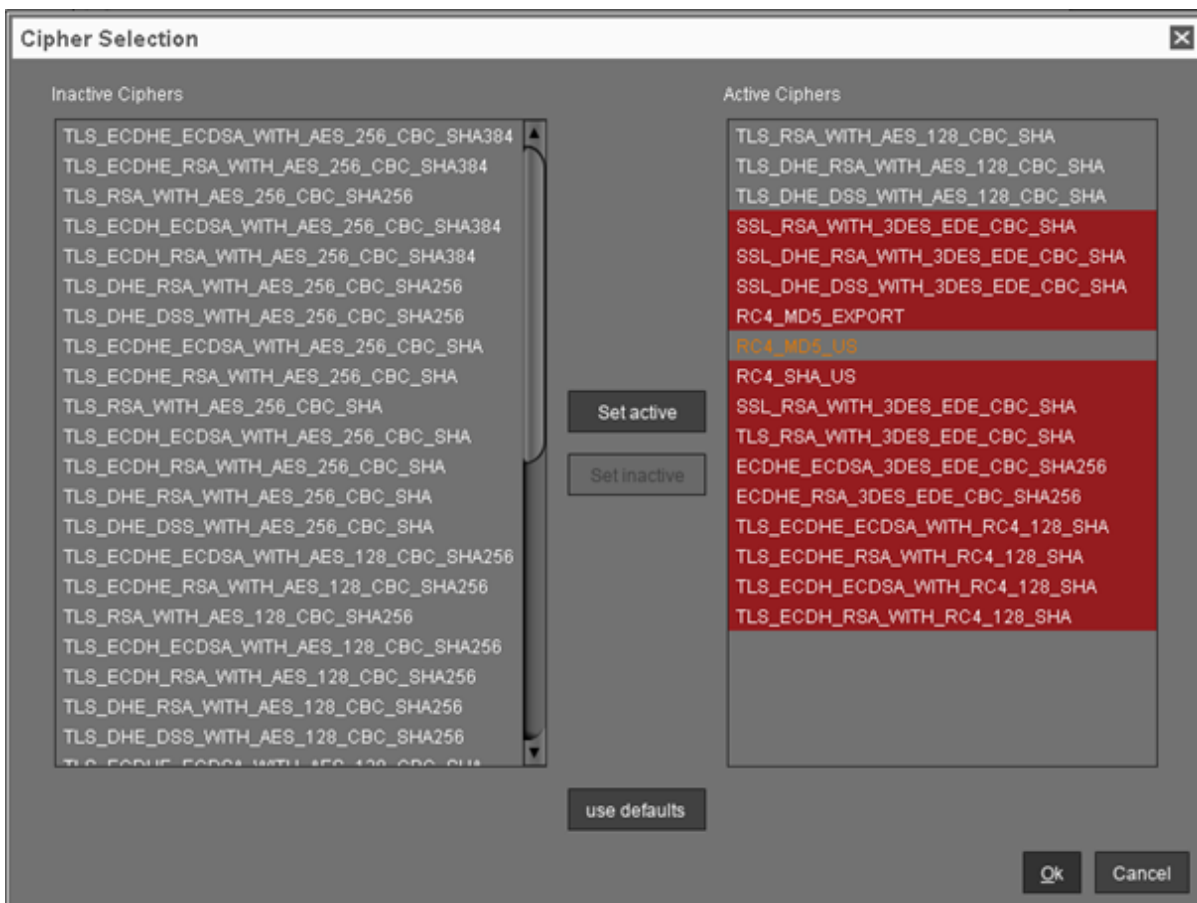 Cipher Selection
Inactive Ciphers
TLS_ECDHE_ECDSA_WITH_AES_256_CBC_SHA384
TLS_ECDHE_RSA_WITH_AES_256_CBC_SHA384
TLS_RSA_WITH_AES_256_CBC_SHA256
TLS_ECDH_ECDSA_WITH_AES_256_CBC_SHA384
TLS_ECDH_RSA_WITH_AES_256_CBC_SHA384
TLS_DHE_RSA_WITH_AES_256_CBC_SHA256
TLS_DHE_DSS_WITH_AES_256_CBC_SHA256
TLS_ECDHE_ECDSA_WITH_AES_256_CBC_SHA
TLS_ECDHE_RSA_WITH_AES_256_CBC_SHA
TLS_RSA_WITH_AES_256_CBC_SHA
TLS_ECDH_ECDSA_WITH_AES_256_CBC_SHA
TLS_ECDH_RSA_WITH_AES_256_CBC_SHA
TLS_DHE_RSA_WITH_AES_256_CBC_SHA
TLS_DHE_DSS_WITH_AES_256_CBC_SHA
TLS_ECDHE_ECDSA_WITH_AES_128_CBC_SHA256
TLS_ECDHE_RSA_WITH_AES_128_CBC_SHA256
TLS_RSA_WITH_AES_128_CBC_SHA256
TLS_ECDH_ECDSA_WITH_AES_128_CBC_SHA256
TLS_ECDH_RSA_WITH_AES_128_CBC_SHA256
TLS_DHE_RSA_WITH_AES_128_CBC_SHA256
TLS_DHE_DSS_WITH_AES_128_CBC_SHA256
TLS_ECDHE_ECDSA_WITH_AES_128_CBC_SHA
Set active
Set inactive
use defaults
Active Ciphers
TLS_RSA_WITH_AES_128_CBC_SHA
TLS_DHE_RSA_WITH_AES_128_CBC_SHA
TLS_DHE_DSS_WITH_AES_128_CBC_SHA
SSL_RSA_WITH_3DES_EDE_CBC_SHA
SSL_DHE_RSA_WITH_3DES_EDE_CBC_SHA
SSL_DHE_DSS_WITH_3DES_EDE_CBC_SHA
RC4_MD5_EXPORT
RC4_MD5_US
RC4_SHA_US
SSL_RSA_WITH_3DES_EDE_CBC_SHA
TLS_RSA_WITH_3DES_EDE_CBC_SHA
ECDHE_ECDSA_3DES_EDE_CBC_SHA256
ECDHE_RSA_3DES_EDE_CBC_SHA256
TLS_ECDHE_ECDSA_WITH_RC4_128_SHA
TLS_ECDHE_RSA_WITH_RC4_128_SHA
TLS_ECDH_ECDSA_WITH_RC4_128_SHA
TLS_ECDH_RSA_WITH_RC4_128_SHA
Ok
Cancel